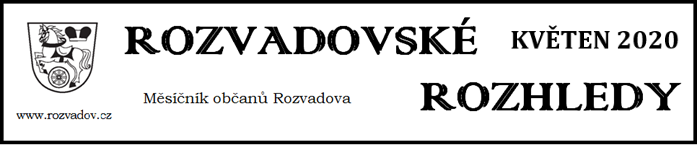 ROZVADOVSKÉ
KVĚTEN 2020
ROZHLEDY
Měsíčník občanů Rozvadova
www.rozvadov.cz